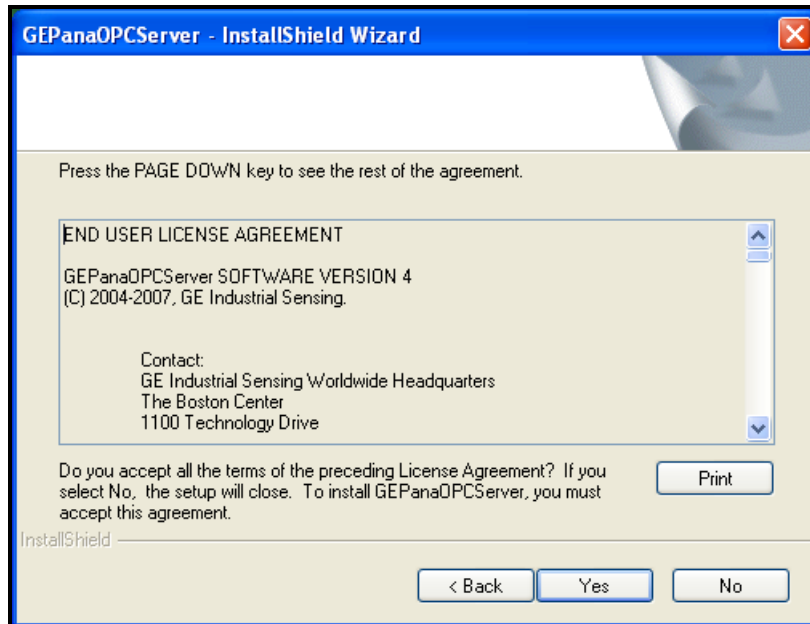 GEPanaOPCServer - InstallShield Wizard
Press the PAGE DOWN key to see the rest of the agreement.
END USER LICENSE AGREEMENT
GEPanaOPCServer SOFTWARE VERSION 4
(C) 2004-2007, GE Industrial Sensing.
Contact:
GE Industrial Sensing Worldwide Headquarters
The Boston Center
1100 Technology Drive
Do you accept all the terms of the preceding License Agreement? If you
select No, the setup will close. To install GEPanaOPCServer, you must
accept this agreement.
Print
InstallShield
< Back
Yes
No